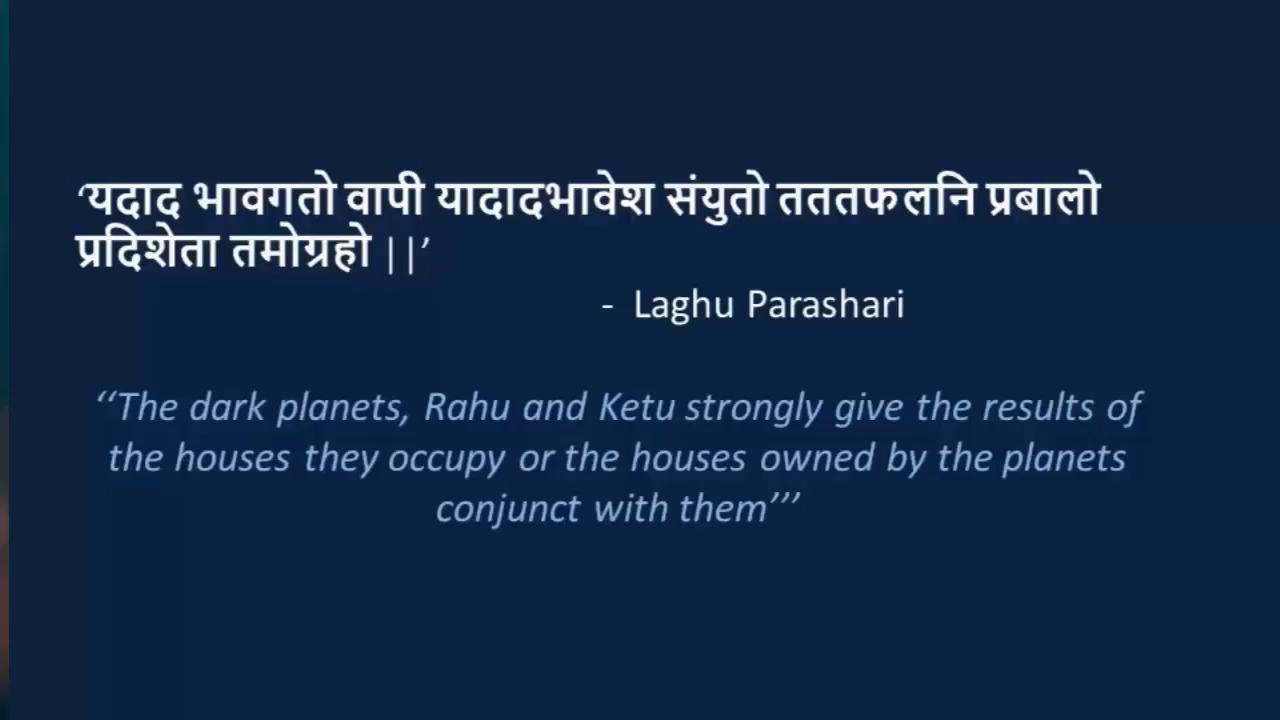 ‘यदाद भावगतो वापी यादादभावेश संयुतो तततफलनि प्रबालो
प्रदिशेता तमोग्रहो ||’
- Laghu Parashari
‘‘The dark planets, Rahu and Ketu strongly give the results of
the houses they occupy or the houses owned by the planets
conjunct with them’’’